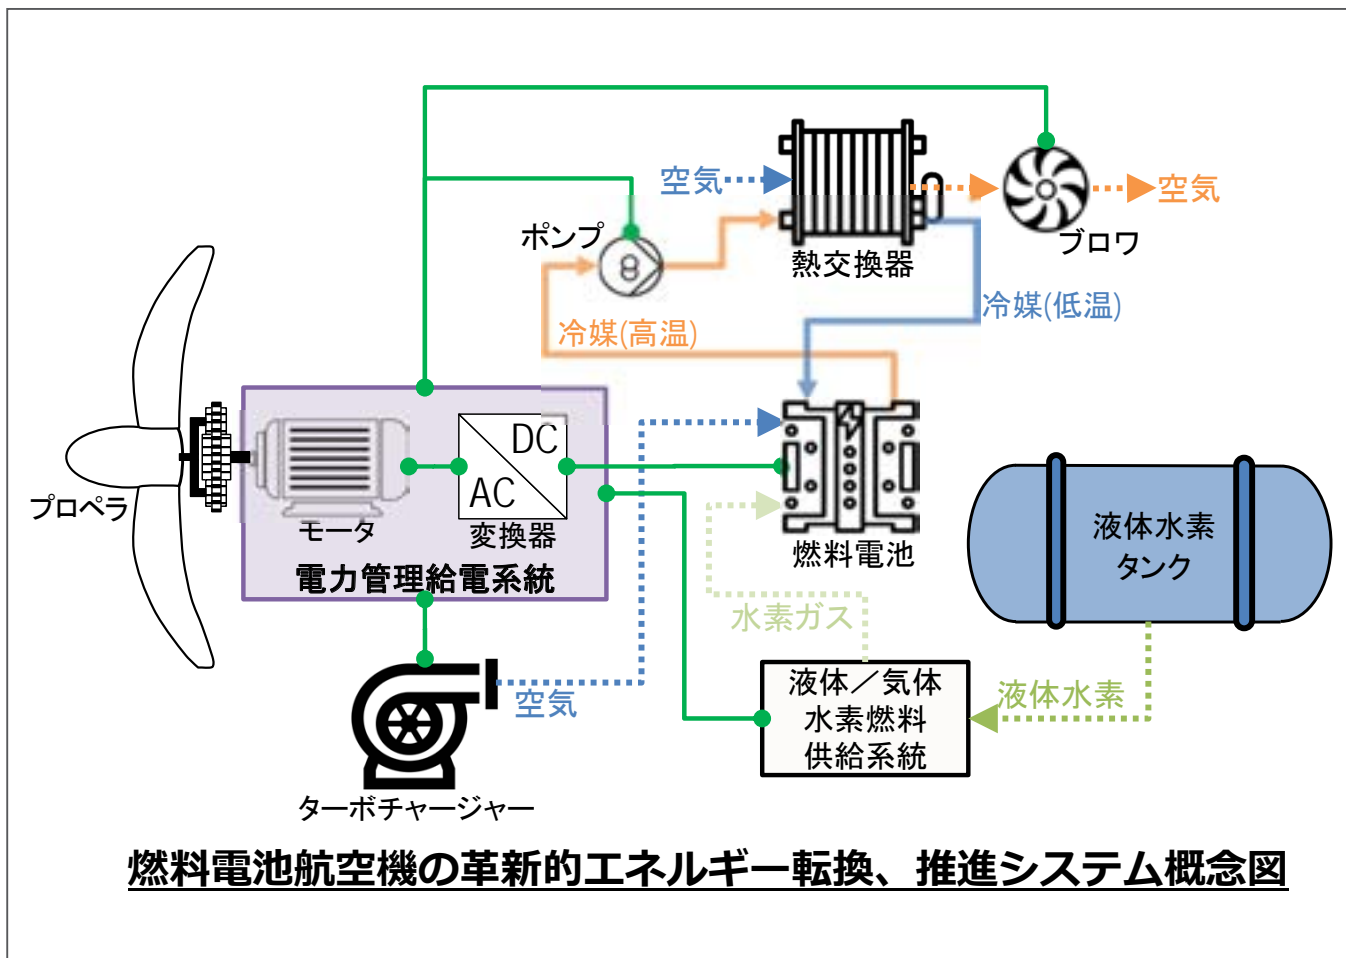 空気
空気
ポンプ
ブロワ
熱交換器
冷媒(低温)
冷媒(高温)
DC
AC
プロペラ
モータ
変換器
電力管理給電系統
燃料電池
液体水素
タンク
水素ガス
空気
液体/気体
水素燃料
供給系統
液体水素
ターボチャージャー
燃料電池航空機の革新的エネルギー転換、推進システム概念図